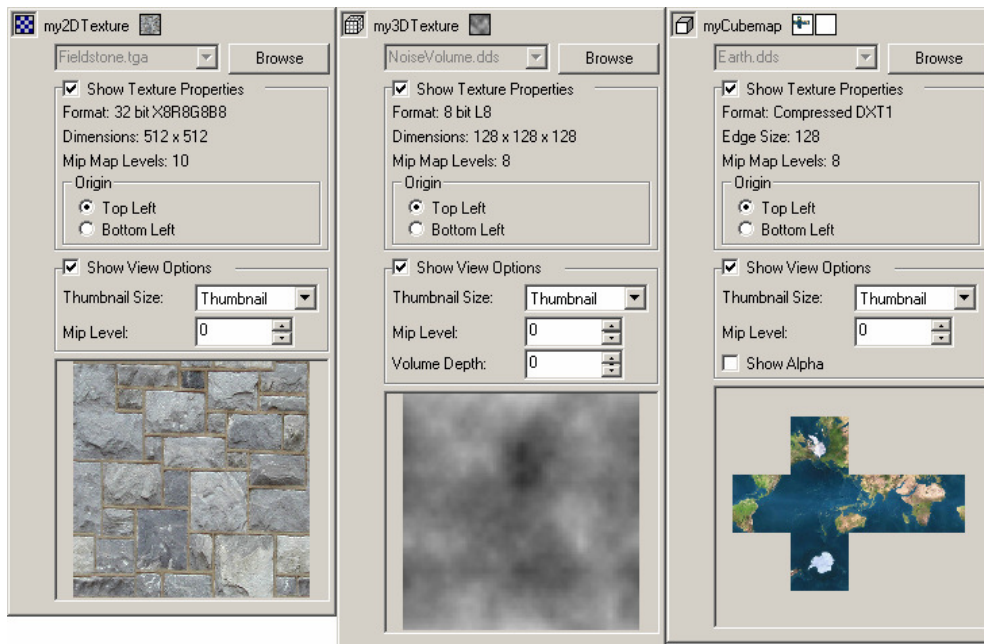 my2DTexture
Fieldstone.tga
Browse
Show Texture Properties
Format: 32 bit X8R8G8B8
Dimensions: 512 x 512
Mip Map Levels: 10
Origin
Top Left
Bottom Left
Show View Options
Thumbnail Size: Thumbnail
Mip Level: 0
my3DTexture
NoiseVolume.dds
Browse
Show Texture Properties
Format: 8 bit L8
Dimensions: 128 x 128 x 128
Mip Map Levels: 8
Origin
Top Left
Bottom Left
Show View Options
Thumbnail Size: Thumbnail
Mip Level: 0
Volume Depth: 0
myCubemap
Earth.dds
Browse
Show Texture Properties
Format: Compressed DXT1
Edge Size: 128
Mip Map Levels: 8
Origin
Top Left
Bottom Left
Show View Options
Thumbnail Size: Thumbnail
Mip Level: 0
Show Alpha